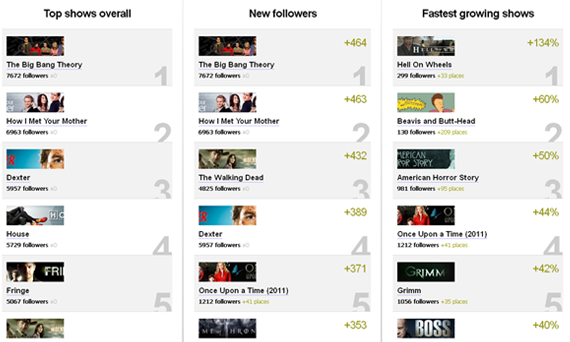 Top shows overall
The Big Bang Theory
7672 followers ±0
1
How I Met Your Mother
6963 followers ±0
2
Dexter
5957 followers ±0
3
House
5729 followers ±0
4
Fringe
5067 followers ±0
5
New followers
+464
The Big Bang Theory
7672 followers ±0
1
+463
How I Met Your Mother
6963 followers ±0
2
+432
The Walking Dead
4825 followers ±0
3
+389
Dexter
5957 followers ±0
4
+371
Once Upon a Time (2011)
1212 followers +41 places
5
+353
Fastest growing shows
HELL ON
+134%
Hell On Wheels
299 followers +33 places
1
+60%
Beavis and Butt-Head
130 followers +209 places
2
+50%
American Horror Story
981 followers +95 places
3
+44%
Once Upon a Time (2011)
1212 followers +41 places
4
GRIMM
+42%
Grimm
1056 followers +35 places
5
BOSS
+40%